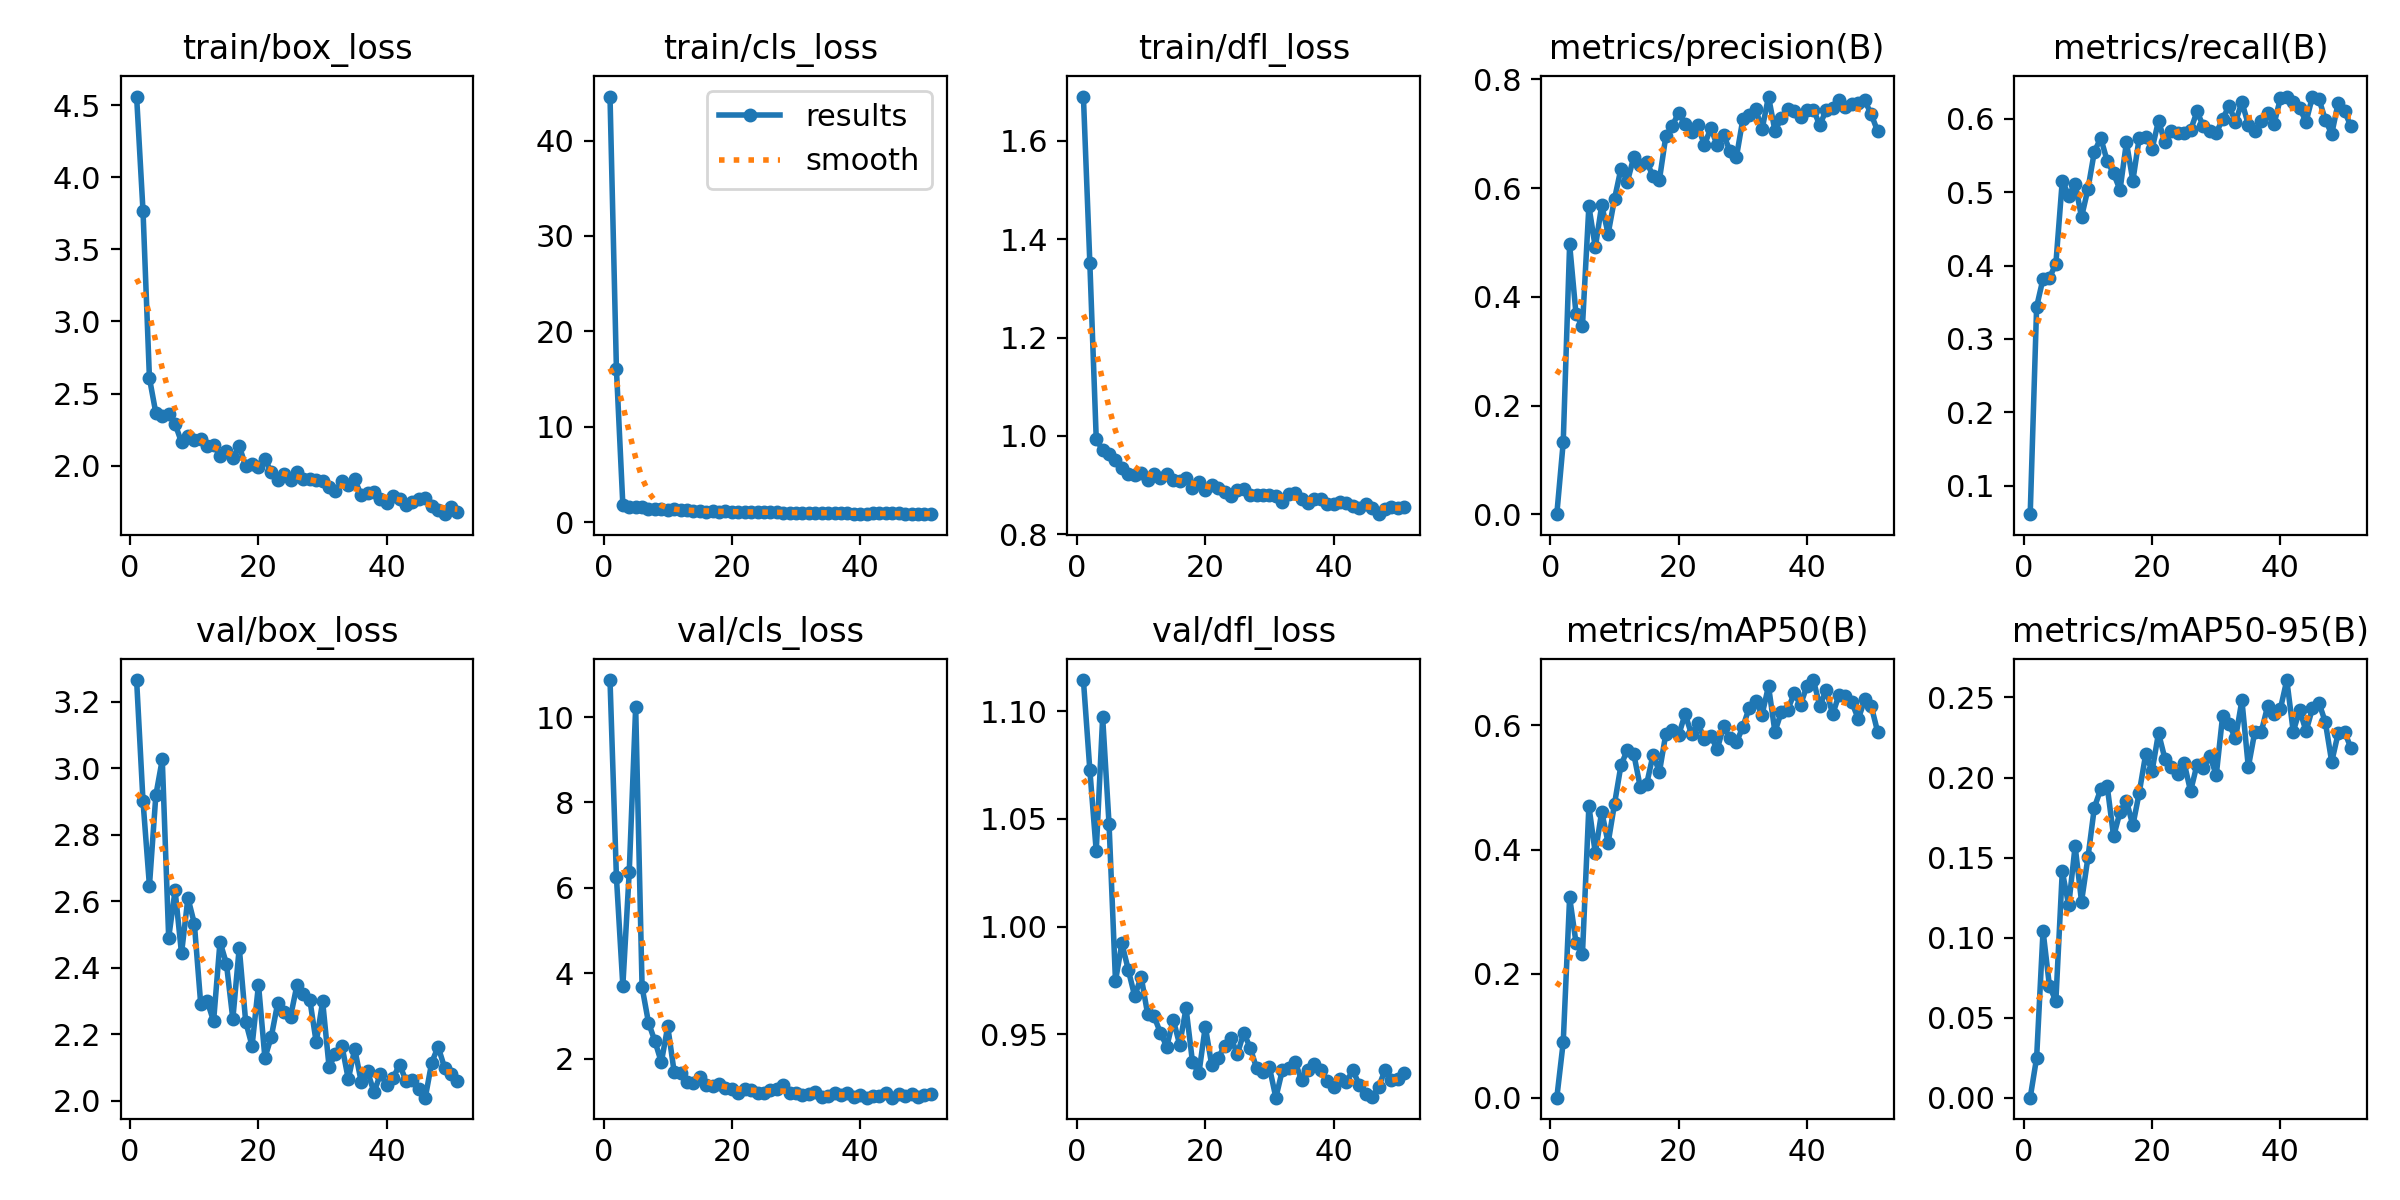 train/box_loss
4.5
4.0
3.5
3.0
2.5
2.0
0 20 40
train/cls_loss
results
smooth
40
30
20
10
0
0 20 40
train/dfl_loss
1.6
1.4
1.2
1.0
0.8
0 20 40
metrics/precision(B)
0.8
0.6
0.4
0.2
0.0
0 20 40
metrics/recall(B)
0.6
0.5
0.4
0.3
0.2
0.1
0 20 40
val/box_loss
3.2
3.0
2.8
2.6
2.4
2.2
2.0
0 20 40
val/cls_loss
10
8
6
4
2
0 20 40
val/dfl_loss
1.10
1.05
1.00
0.95
0 20 40
metrics/mAP50(B)
0.6
0.4
0.2
0.0
0 20 40
metrics/mAP50-95(B)
0.25
0.20
0.15
0.10
0.05
0.00
0 20 40